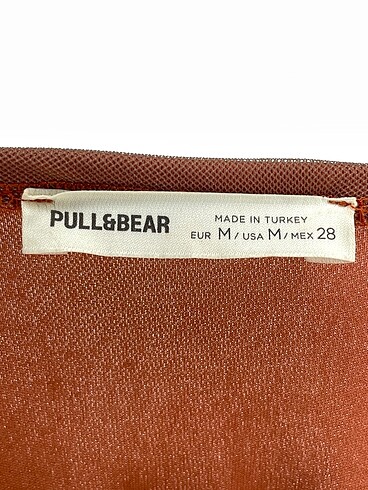 PULL&BEAR
MADE IN TURKEY
EUR M / USA M / MEX 28